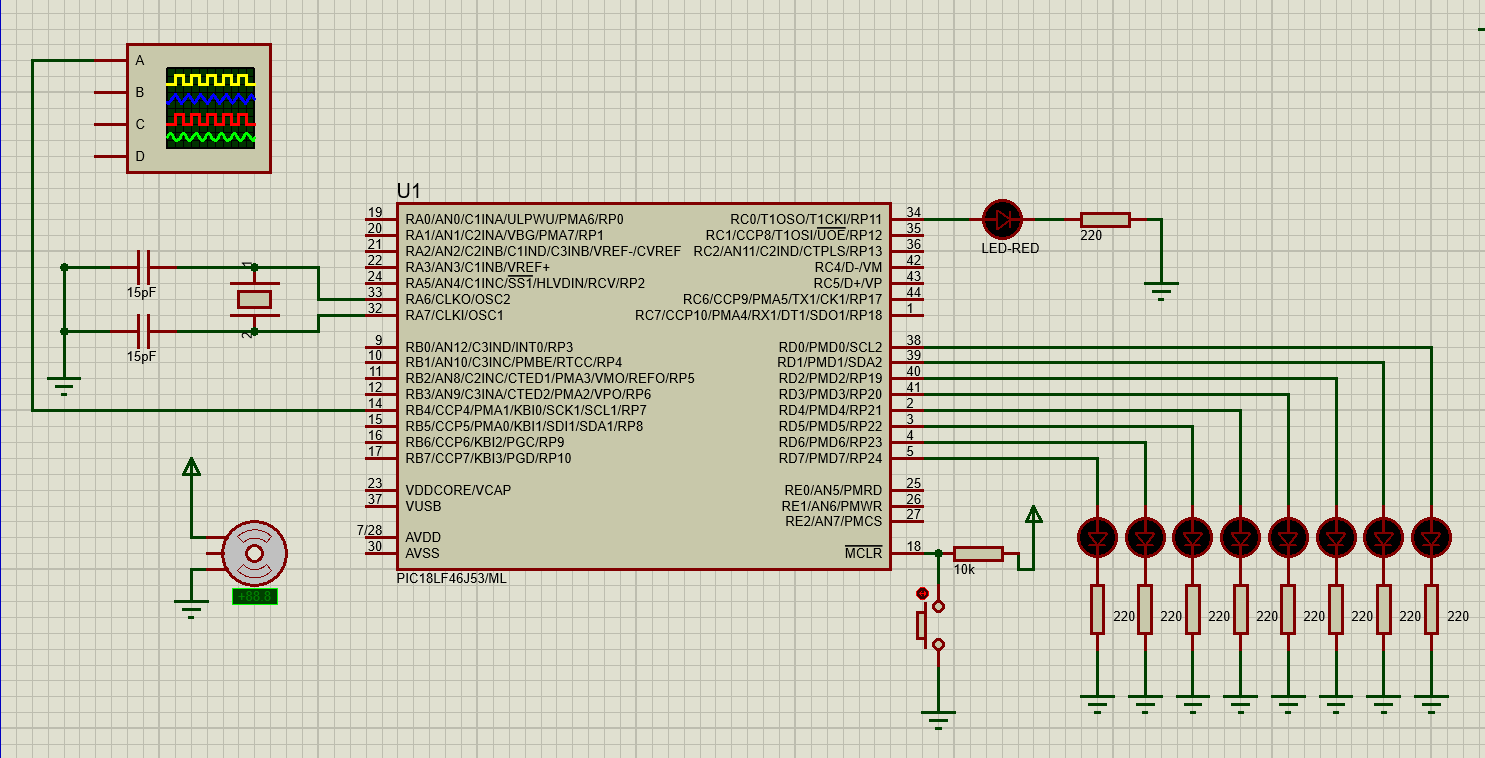 A
B
C
D
U1
19 RA0/AN0/C1INA/ULPWU/PMA6/RP0 RC0/T1OSO/T1CKI/RP11 34
20 RA1/AN1/C2INA/VBG/PMA7/RP1 RC1/CCP8/T1OSI/UOE/RP12 35
21 RA2/AN2/C2INB/C1IND/C3INB/VREF-/CVREF RC2/AN11/C2IND/CTPLS/RP13 36
22 RA3/AN3/C1INB/VREF+ RC4/D-/VM 42
24 RA5/AN4/C1INC/SS1/HLVDIN/RCV/RP2 RC5/D+/VP 43
33 RA6/CLKO/OSC2 RC6/CCP9/PMA5/TX1/CK1/RP17 44
32 RA7/CLKI/OSC1 RC7/CCP10/PMA4/RX1/DT1/SDO1/RP18 1
LED-RED
220
15pF
1
2
15pF
9 RB0/AN12/C3IND/INT0/RP3 RD0/PMD0/SCL2 38
10 RB1/AN10/C3INC/PMBE/RTCC/RP4 RD1/PMD1/SDA2 39
11 RB2/AN8/C2INC/CTED1/PMA3/VMO/REFO/RP5 RD2/PMD2/RP19 40
12 RB3/AN9/C3INA/CTED2/PMA2/VPO/RP6 RD3/PMD3/RP20 41
14 RB4/CCP4/PMA1/KBI0/SCK1/SCL1/RP7 RD4/PMD4/RP21 2
15 RB5/CCP5/PMA0/KBI1/SDI1/SDA1/RP8 RD5/PMD5/RP22 3
16 RB6/CCP6/KBI2/PGC/RP9 RD6/PMD6/RP23 4
17 RB7/CCP7/KBI3/PGD/RP10 RD7/PMD7/RP24 5
23 VDDCORE/VCAP RE0/AN5/PMRD 25
37 VUSB RE1/AN6/PMWR 26
RE2/AN7/PMCS 27
7/28 AVDD
30 AVSS MCLR 18
PIC18LF46J53/ML
10k
+88.8
220 220 220 220 220 220 220 220